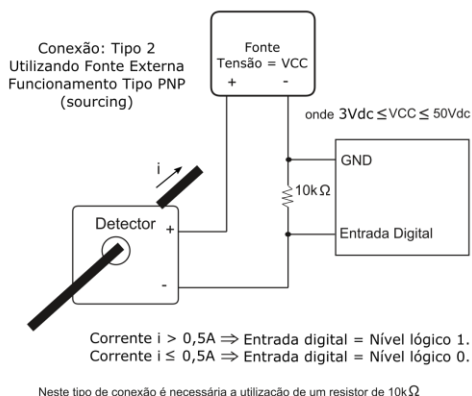 Conexão: Tipo 2
Utilizando Fonte Externa
Funcionamento Tipo PNP
(sourcing)
Fonte
Tensão = VCC
+ -
onde 3Vdc ≤ VCC ≤ 50Vdc
GND
10kΩ
Entrada Digital
i
Detector
+
-
Corrente i > 0,5A ⇒ Entrada digital = Nível lógico 1.
Corrente i ≤ 0,5A ⇒ Entrada digital = Nível lógico 0.
Neste tipo de conexão é necessária a utilização de um resistor de 10kΩ